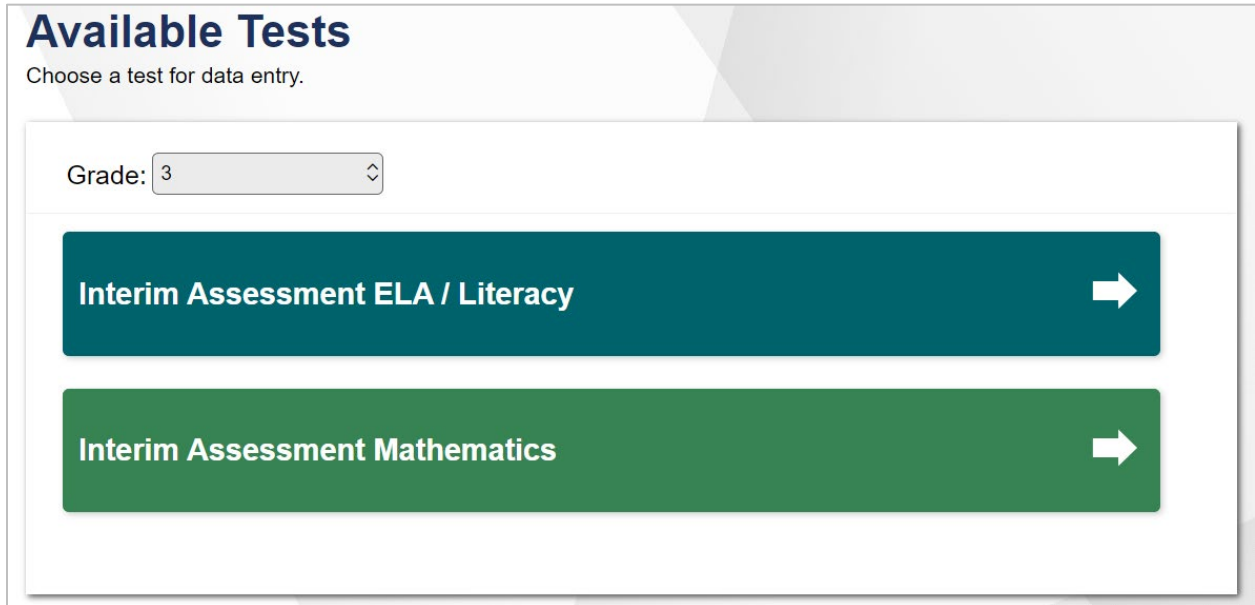 Available Tests
Choose a test for data entry.
Grade: 3
Interim Assessment ELA / Literacy
Interim Assessment Mathematics